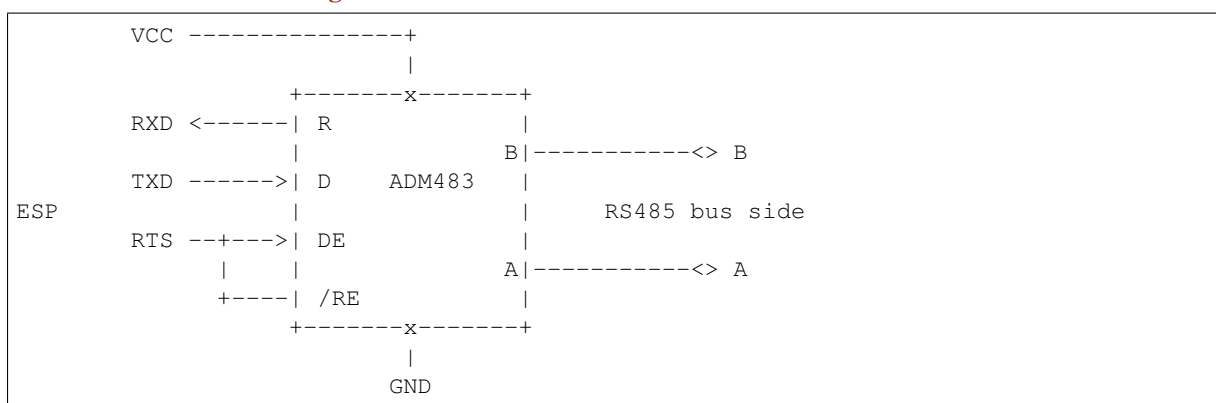 VCC ---------------+
|
+-------x-------+
RXD <------| R |
| B|-----------<> B
TXD ------>| D ADM483 |
ESP | | RS485 bus side
RTS --+--->| DE |
| | A|-----------<> A
+----| /RE |
+-------x-------+
|
GND